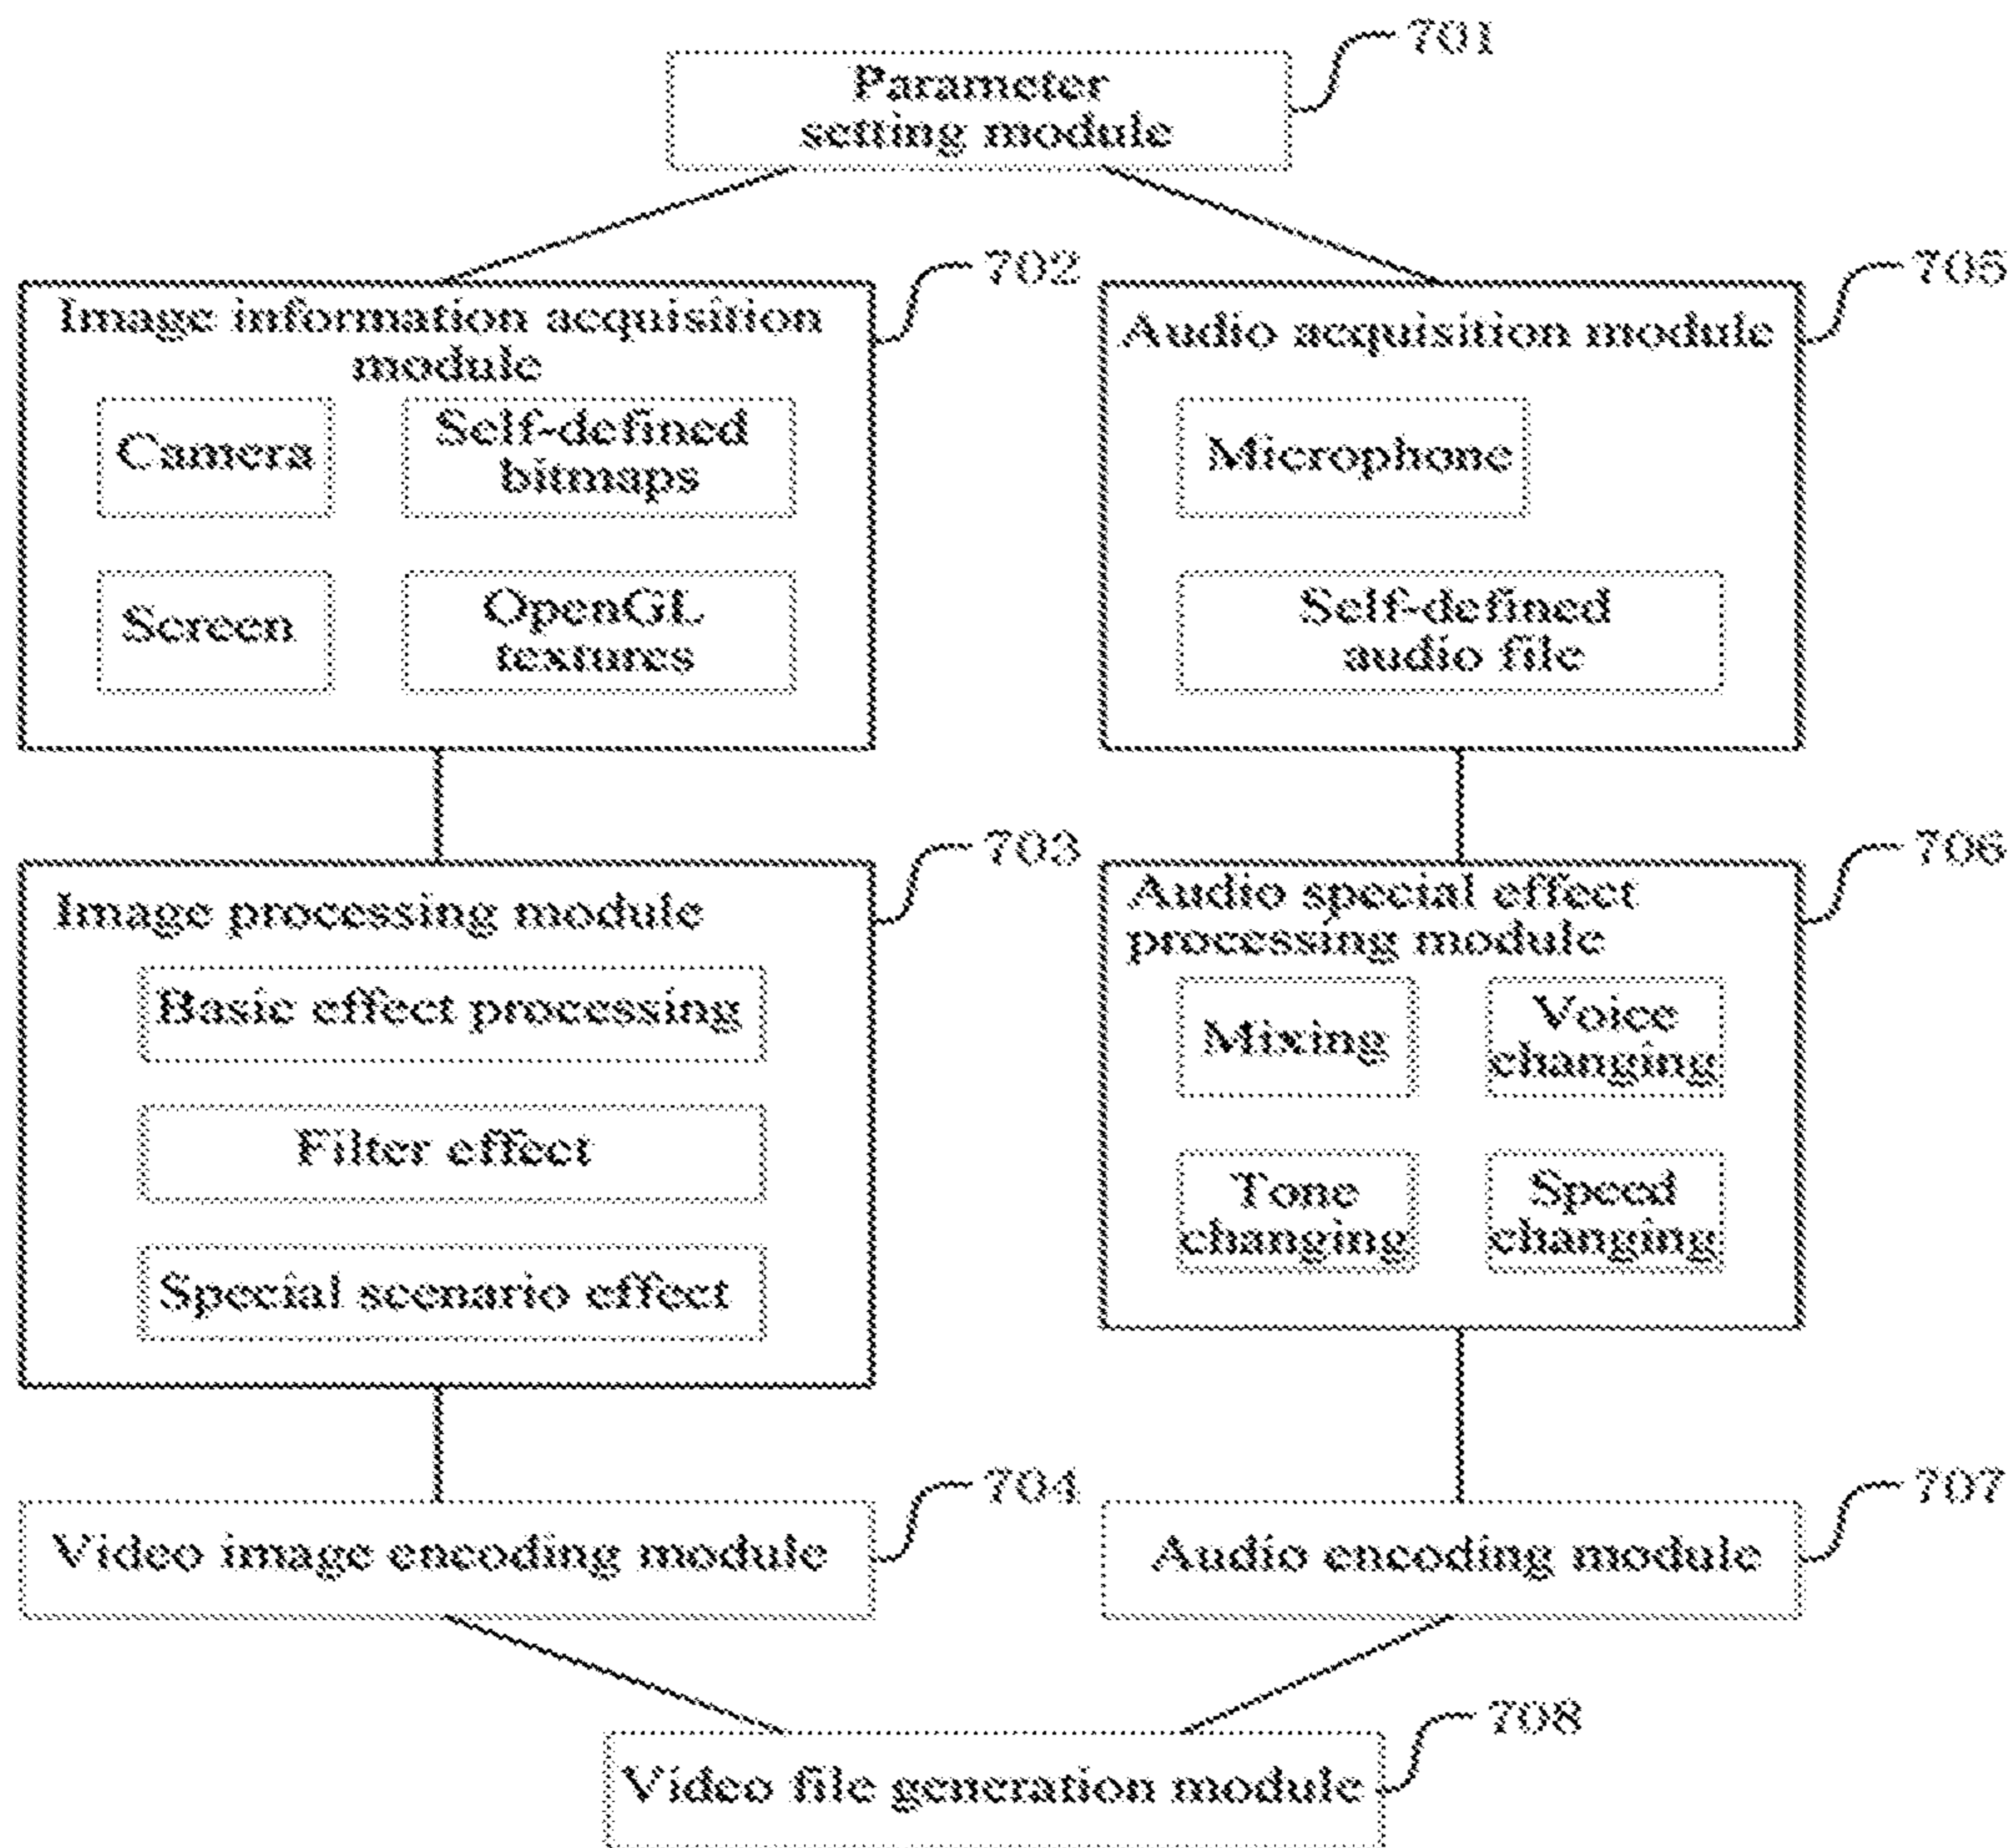 701
Parameter
setting module
702
Image information acquisition
module
Camera
Self-defined
bitmaps
Screen
OpenGL
textures
705
Audio acquisition module
Microphone
Self-defined
audio file
703
Image processing module
Basic effect processing
Filter effect
Special scenario effect
706
Audio special effect
processing module
Mixing
Voice
changing
Tone
changing
Speed
changing
704
Video image encoding module
707
Audio encoding module
708
Video file generation module